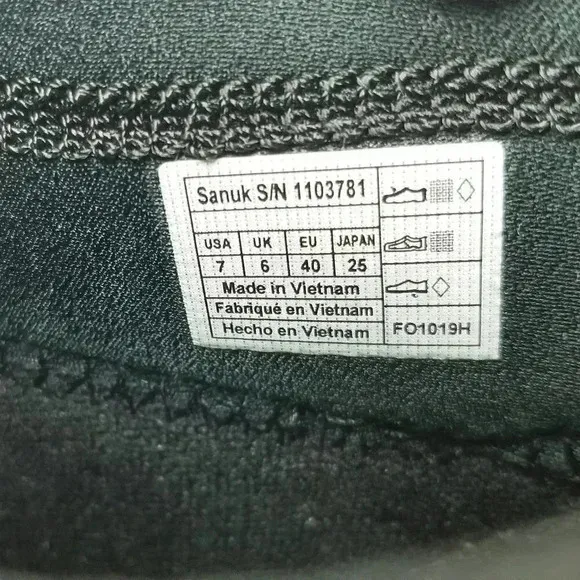 Sanuk S/N 1103781
USA UK EU JAPAN
7 6 40 25
Made in Vietnam
Fabriqué en Vietnam
Hecho en Vietnam
FO1019H